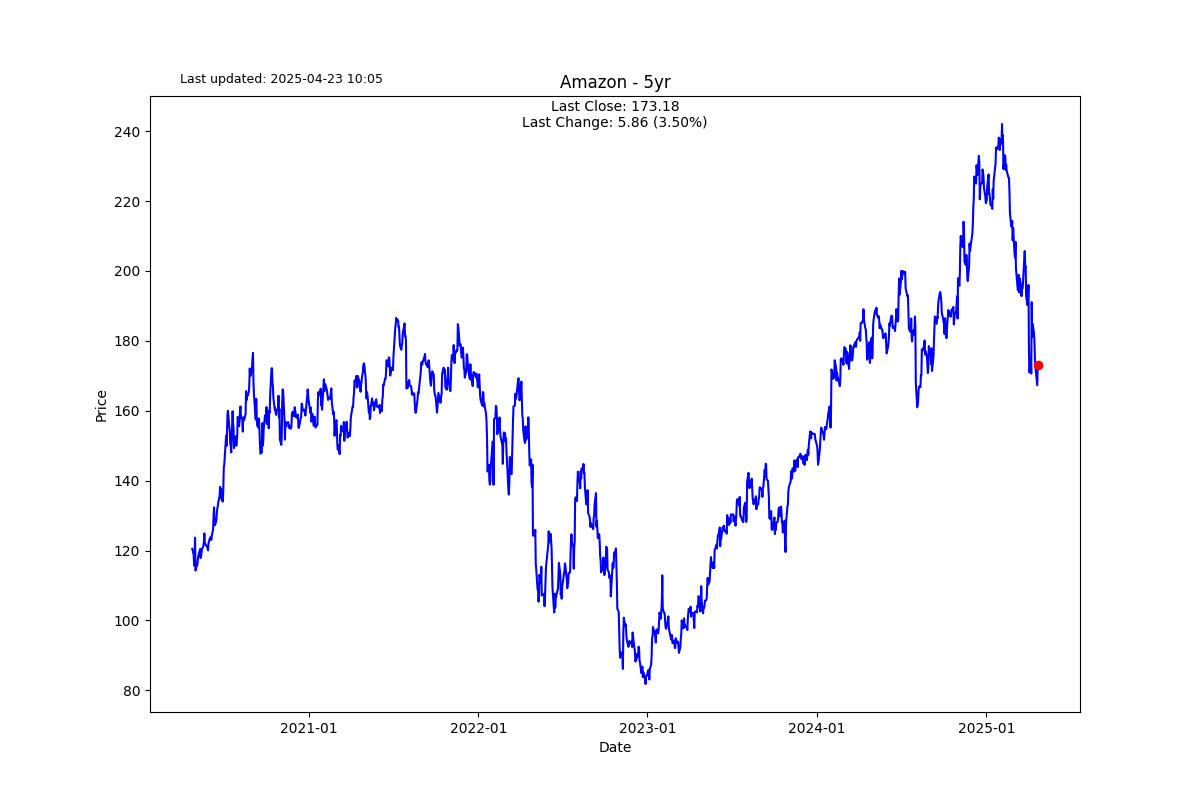 Last updated: 2025-04-23 10:05
Amazon - 5yr
Last Close: 173.18
Last Change: 5.86 (3.50%)
240
220
200
180
160
140
120
100
80
Price
2021-01
2022-01
2023-01
2024-01
2025-01
Date